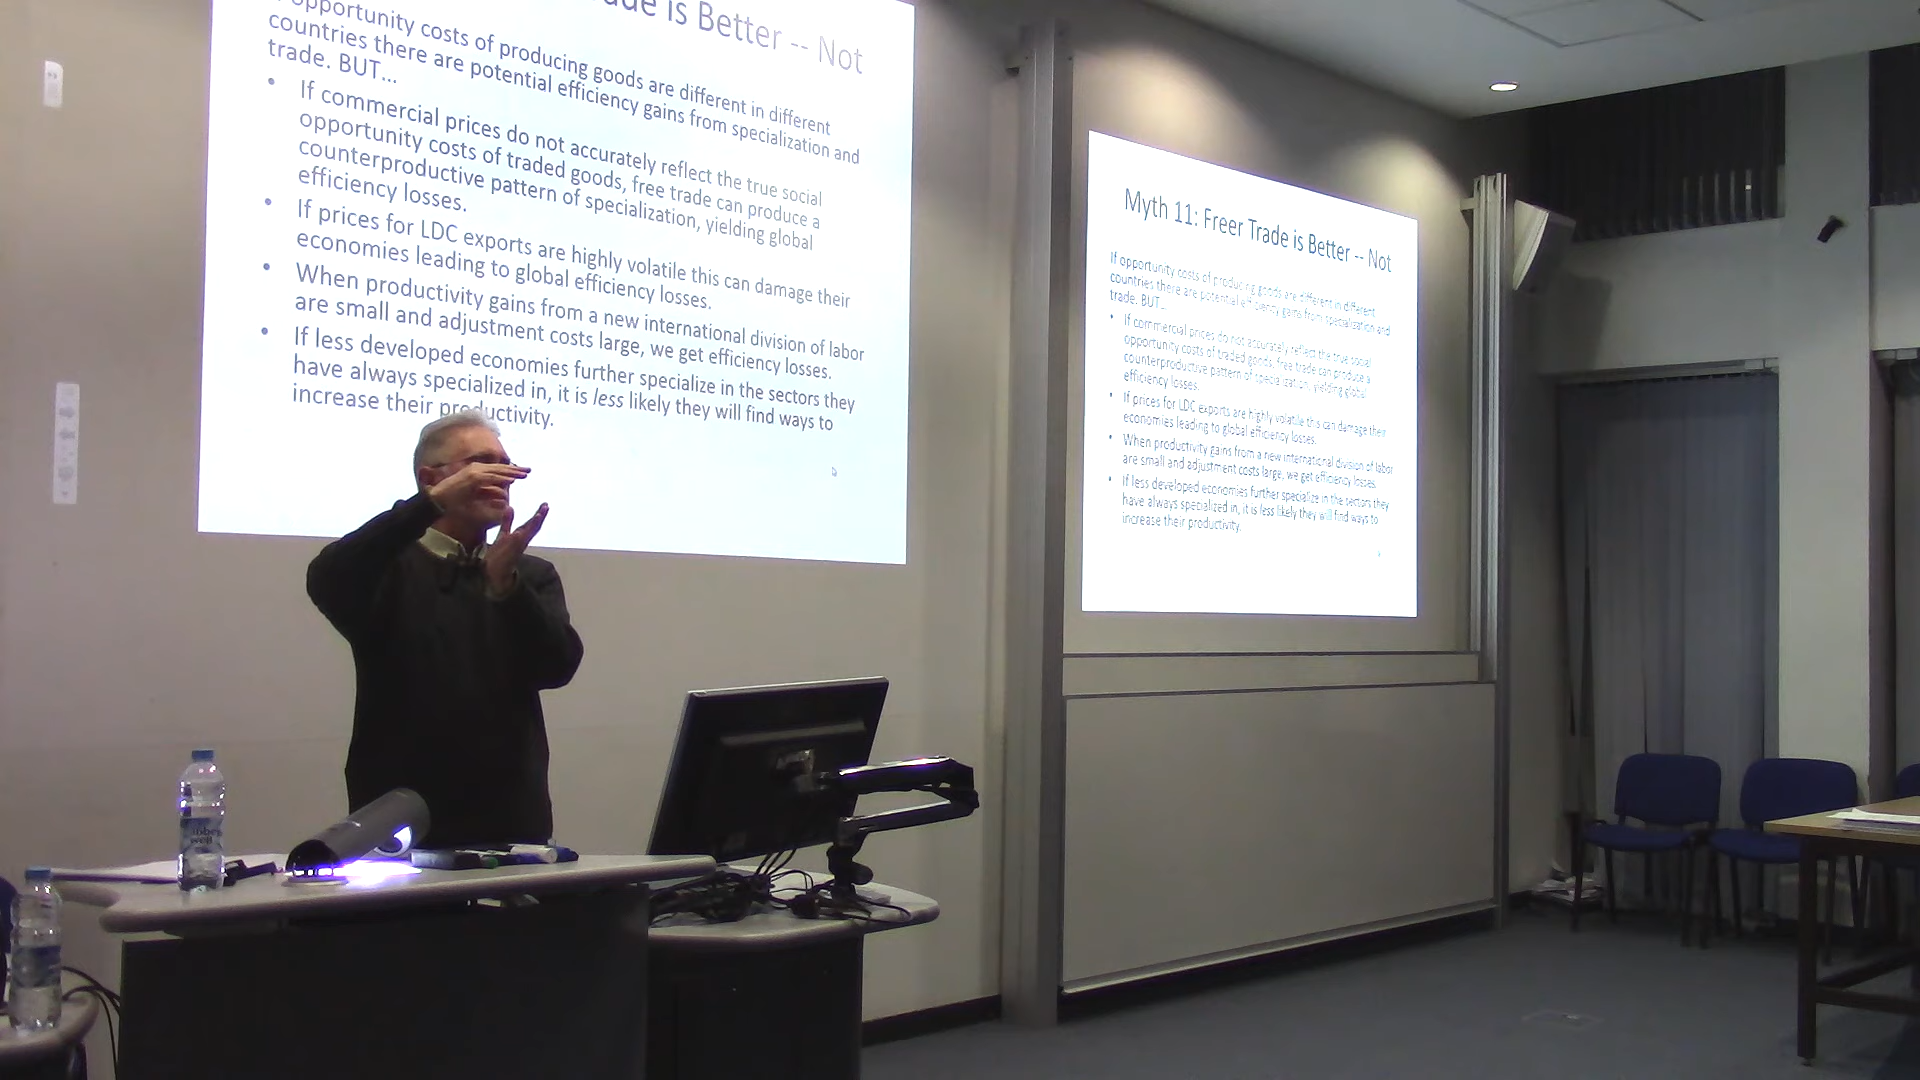 Trade is Better -- Not
opportunity costs of producing goods are different in different
countries there are potential efficiency gains from specialization and
trade. BUT...
• If commercial prices do not accurately reflect the true social
opportunity costs of traded goods, free trade can produce a
counterproductive pattern of specialization, yielding global
efficiency losses.
• If prices for LDC exports are highly volatile this can damage their
economies leading to global efficiency losses.
• When productivity gains from a new international division of labor
are small and adjustment costs large, we get efficiency losses.
• If less developed economies further specialize in the sectors they
have always specialized in, it is less likely they will find ways to
increase their productivity.
Myth 11: Freer Trade is Better -- Not
If opportunity costs of producing goods are different in different
countries there are potential efficiency gains from specialization and
trade. BUT...
• If commercial prices do not accurately reflect the true social
opportunity costs of traded goods, free trade can produce a
counterproductive pattern of specialization, yielding global
efficiency losses.
• If prices for LDC exports are highly volatile this can damage their
economies leading to global efficiency losses.
• When productivity gains from a new international division of labor
are small and adjustment costs large, we get efficiency losses.
• If less developed economies further specialize in the sectors they
have always specialized in, it is less likely they will find ways to
increase their productivity.